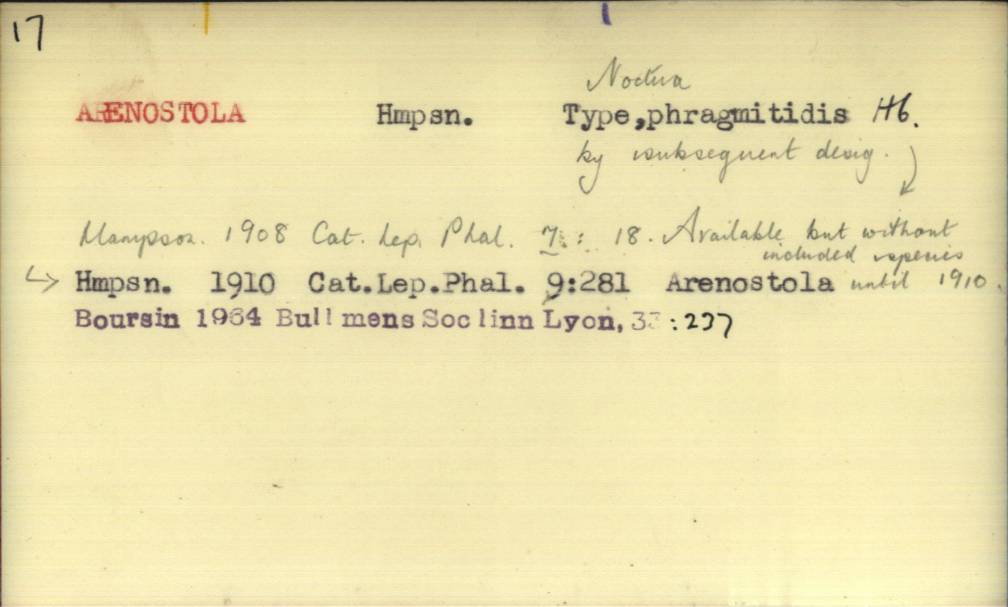 17
Noctua
ARENOSTOLA Hmpsn. Type,phragmitidis Hb.
by subsequent desig.
Hampson. 1908 Cat. Lep. Phal. 7 : 18. Available but without
included species
Hmpsn. 1910 Cat.Lep.Phal. 9:281 Arenostola until 1910.
Boursin 1964 Bull mens Soc linn Lyon, 33:237